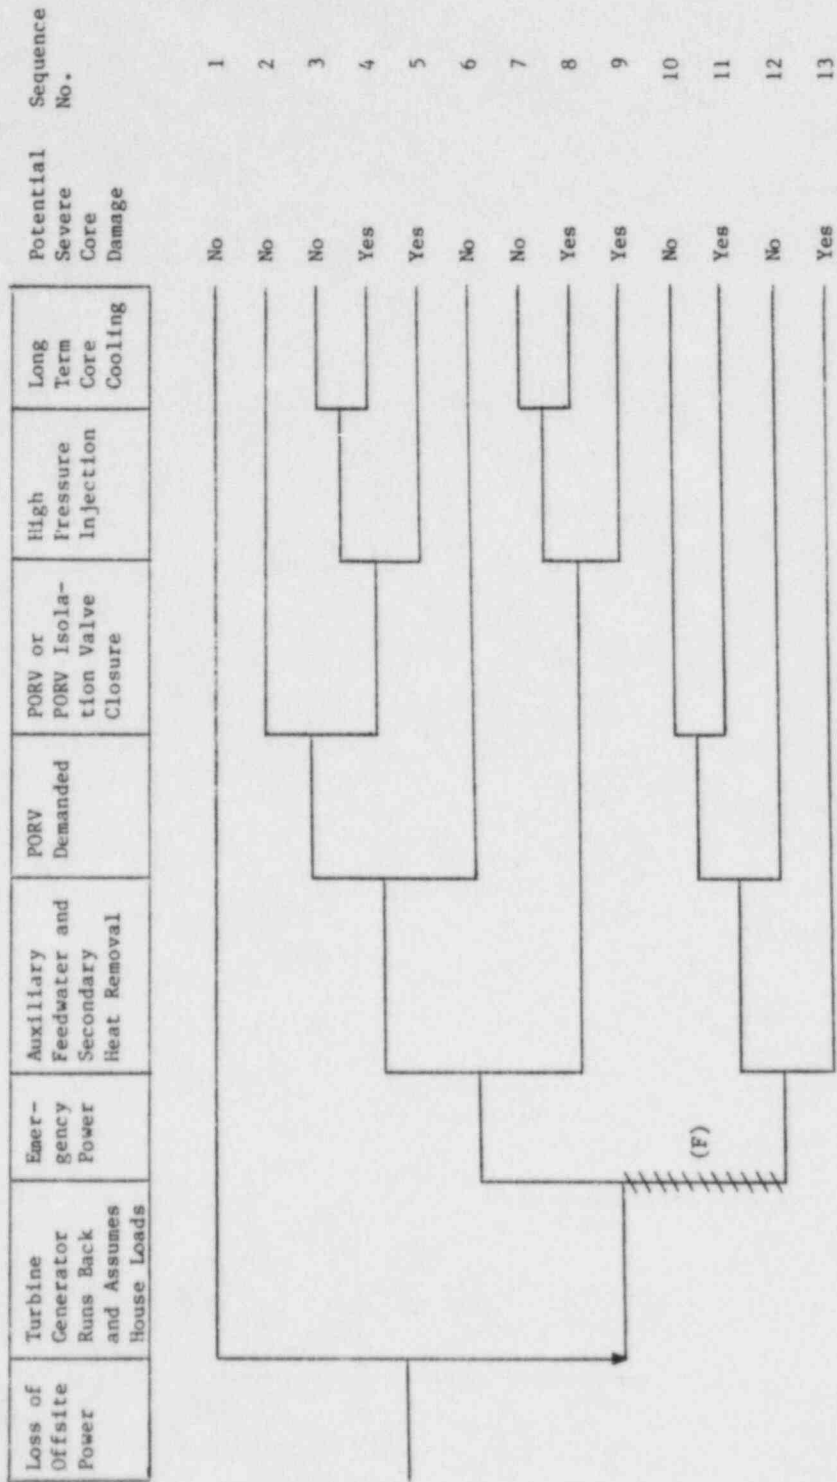 Loss of
Offsite
Power
Turbine
Generator
Runs Back
and Assumes
House Loads
Emer-
gency
Power
Auxiliary
Feedwater and
Secondary
Heat Removal
PORV
Demanded
PORV or
PORV Isola-
tion Valve
Closure
High
Pressure
Injection
Long
Term
Core
Cooling
Potential
Severe
Core
Damage
Sequence
No.
No 1
No 2
No 3
Yes 4
Yes 5
No 6
No 7
Yes 8
Yes 9
No 10
Yes 11
No 12
Yes 13
(F)